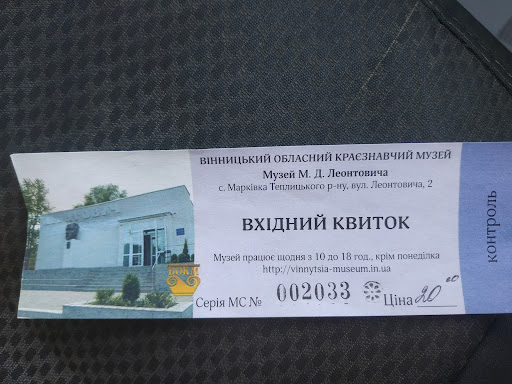 ВІННИЦЬКИЙ ОБЛАСНИЙ КРАЄЗНАВЧИЙ МУЗЕЙ
Музей М. Д. Леонтовича
с. Марківка Теплицького р-ну, вул. Леонтовича, 2
ВХІДНИЙ КВИТОК
Музей працює щодня з 10 до 18 год., крім понеділка
http://vinnytsia-museum.in.ua
Серія МС № 002033 Ціна 20 00
ВОКМ
контроль